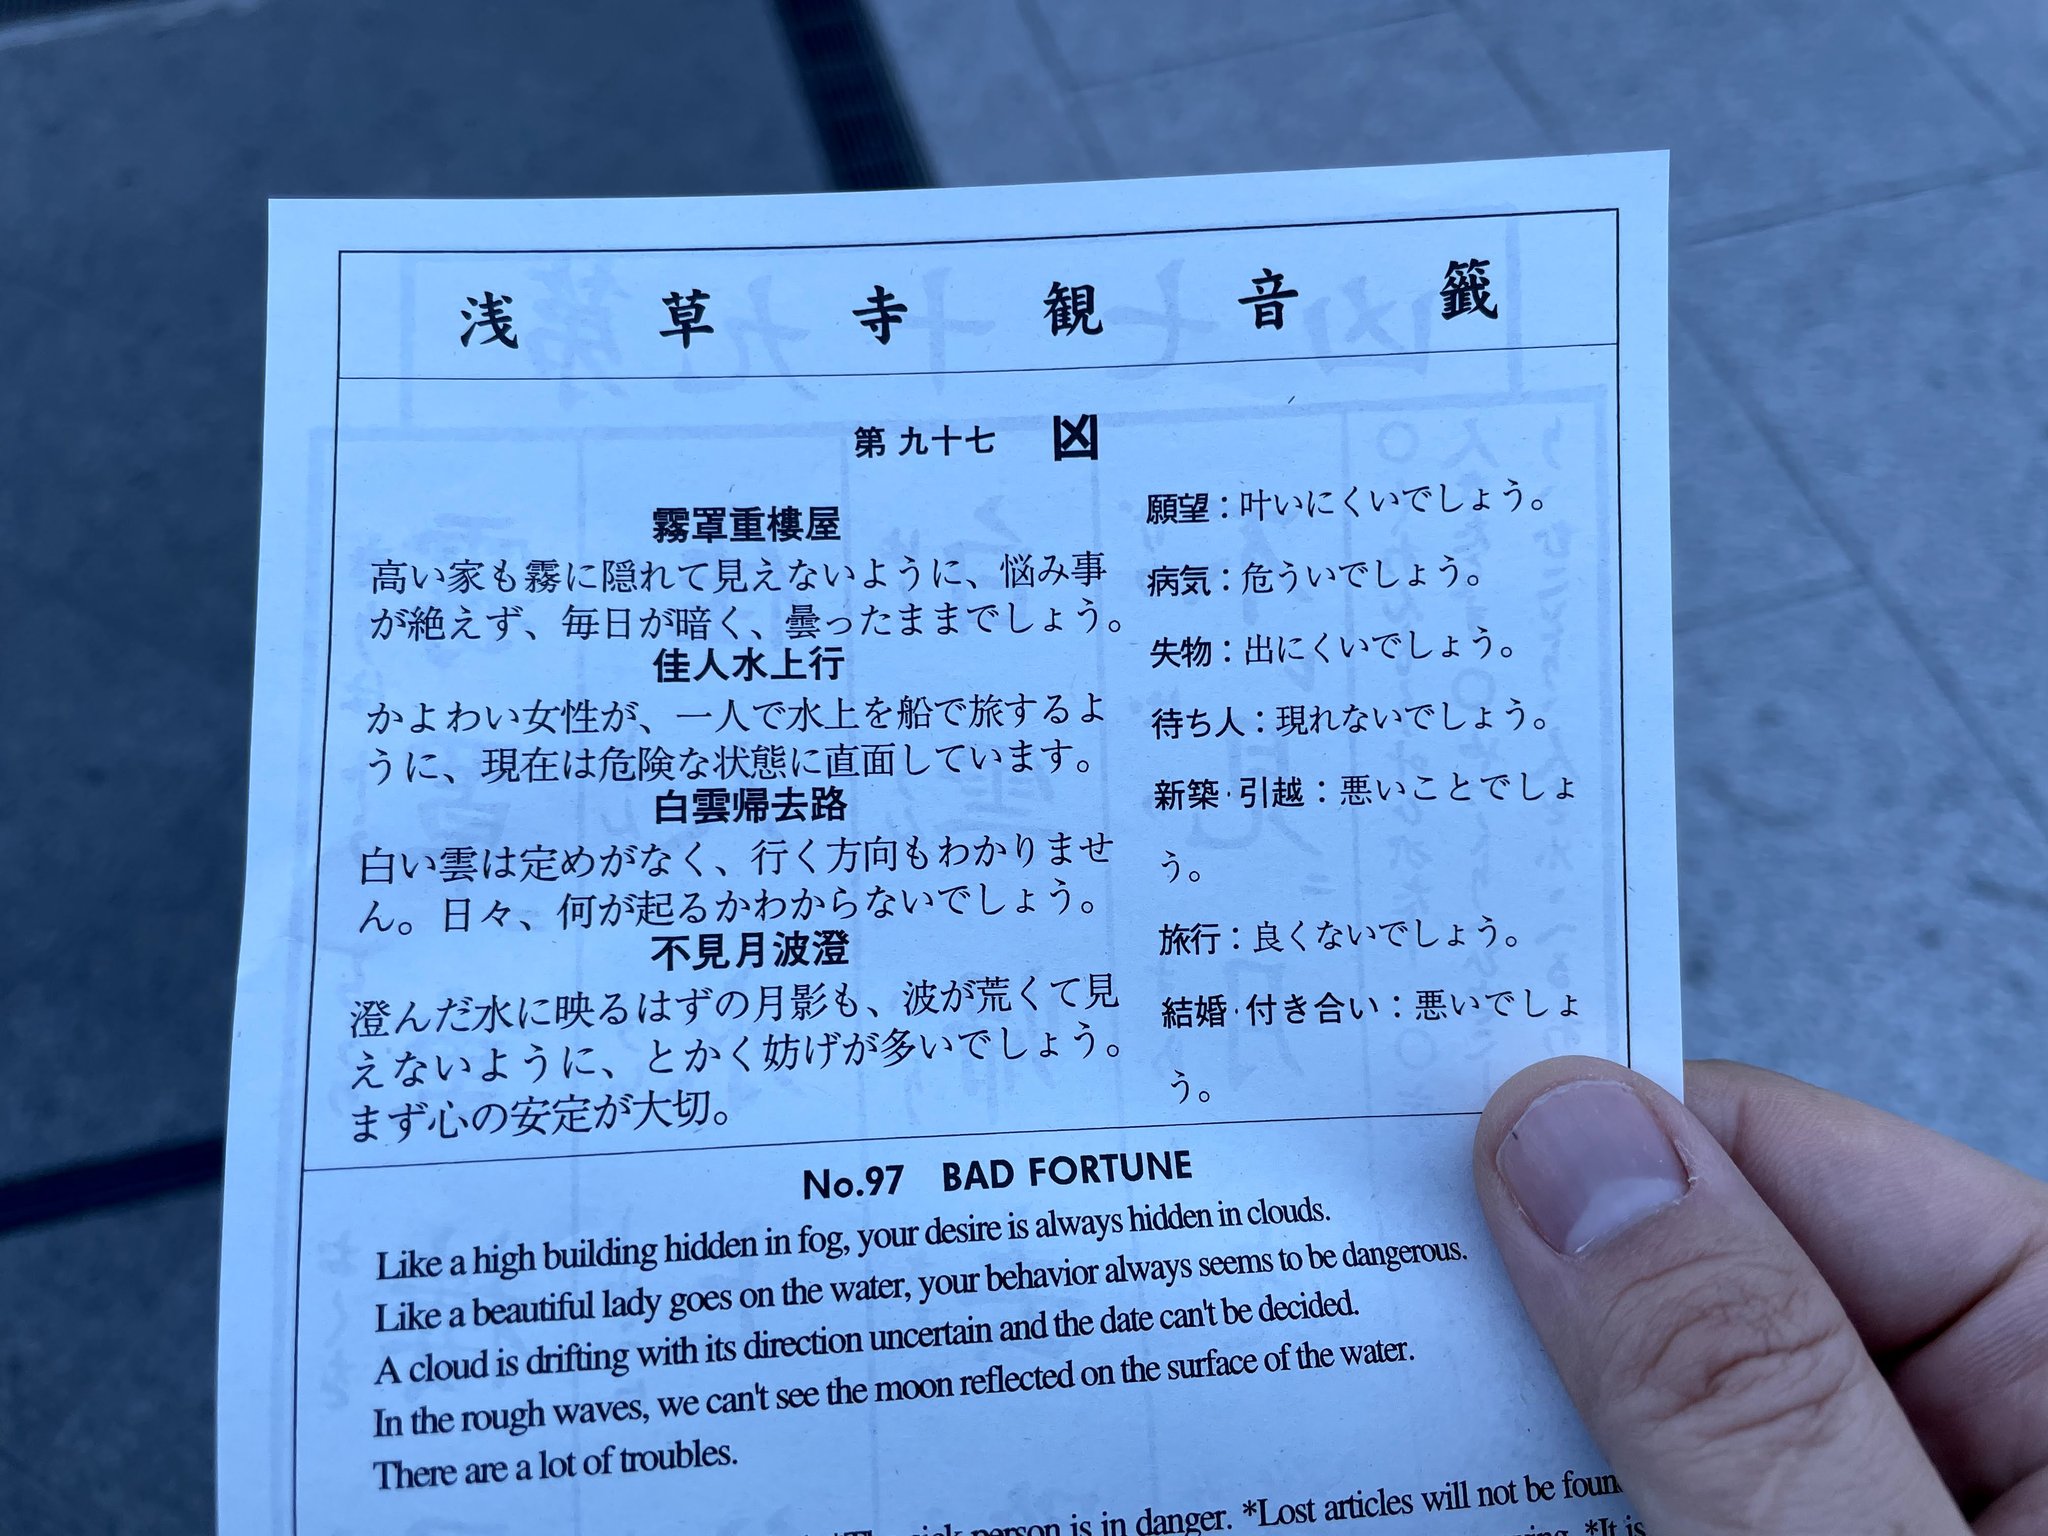 浅草寺観音籤
第 九十七 凶
霧罩重樓屋
高い家も霧に隠れて見えないように、悩み事
が絶えず、毎日が暗く、曇ったままでしょう。
佳人水上行
かよわい女性が、一人で水上を船で旅するよ
うに、現在は危険な状態に直面しています。
白雲帰去路
白い雲は定めがなく、行く方向もわかりませ
ん。日々、何が起るかわからないでしょう。
不見月波澄
澄んだ水に映るはずの月影も、波が荒くて見
えないように、とかく妨げが多いでしょう。
まず心の安定が大切。
願望：叶いにくいでしょう。
病気：危ういでしょう。
失物：出にくいでしょう。
待ち人：現れないでしょう。
新築·引越：悪いことでしょ
う。
旅行：良くないでしょう。
結婚·付き合い：悪いでしょ
う。
No.97 BAD FORTUNE
Like a high building hidden in fog, your desire is always hidden in clouds.
Like a beautiful lady goes on the water, your behavior always seems to be dangerous.
A cloud is drifting with its direction uncertain and the date can't be decided.
In the rough waves, we can't see the moon reflected on the surface of the water.
There are a lot of troubles.
person is in danger. *Lost articles will not be
*It is